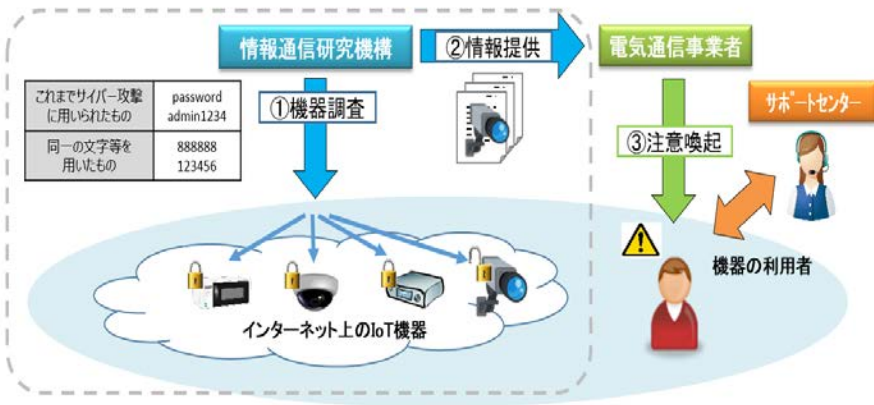 情報通信研究機構
②情報提供
電気通信事業者
これまでサイバー攻撃
に用いられたもの
password
admin1234
同一の文字等を
用いたもの
888888
123456
①機器調査
サポートセンター
③注意喚起
機器の利用者
インターネット上のIoT機器